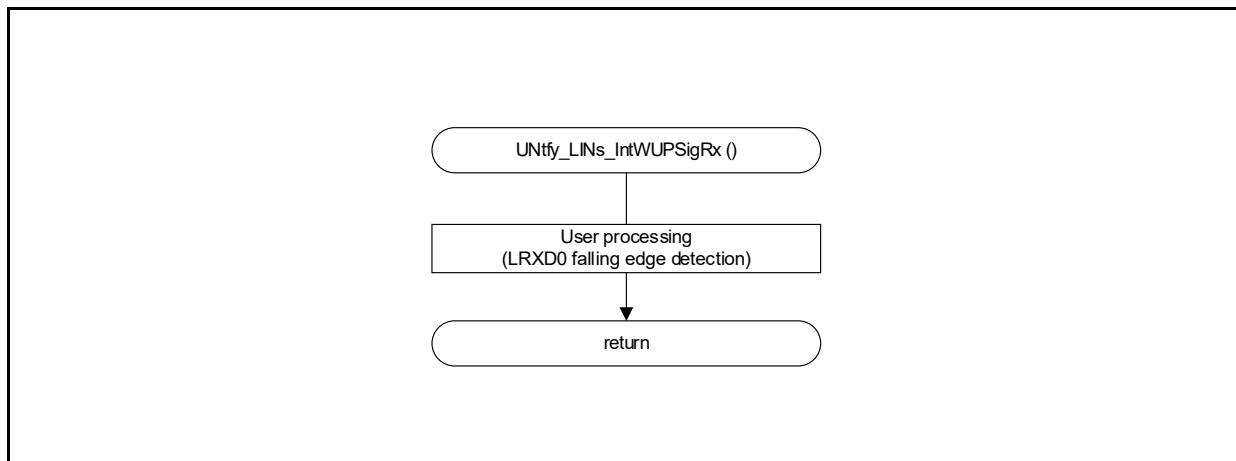 UNtfy_LINs_IntWUPSigRx ()
User processing
(LRXD0 falling edge detection)
return